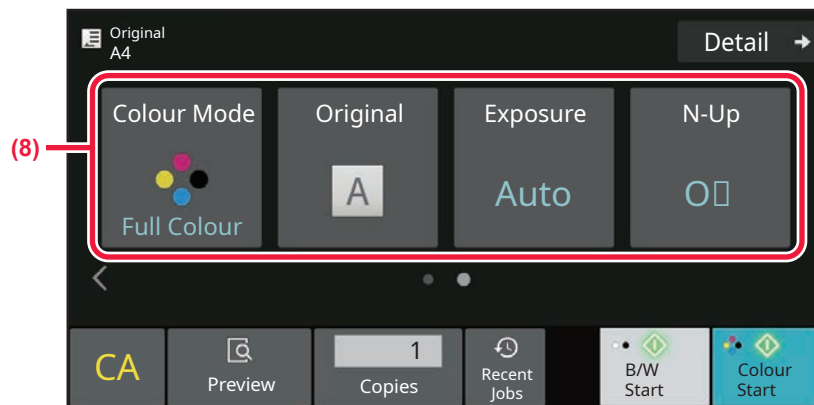 Original
A4
Detail
(8)
Colour Mode
Original
Exposure
N-Up
A
Full Colour
Auto
CA
Preview
1
Copies
Recent
Jobs
B/W
Start
Colour
Start